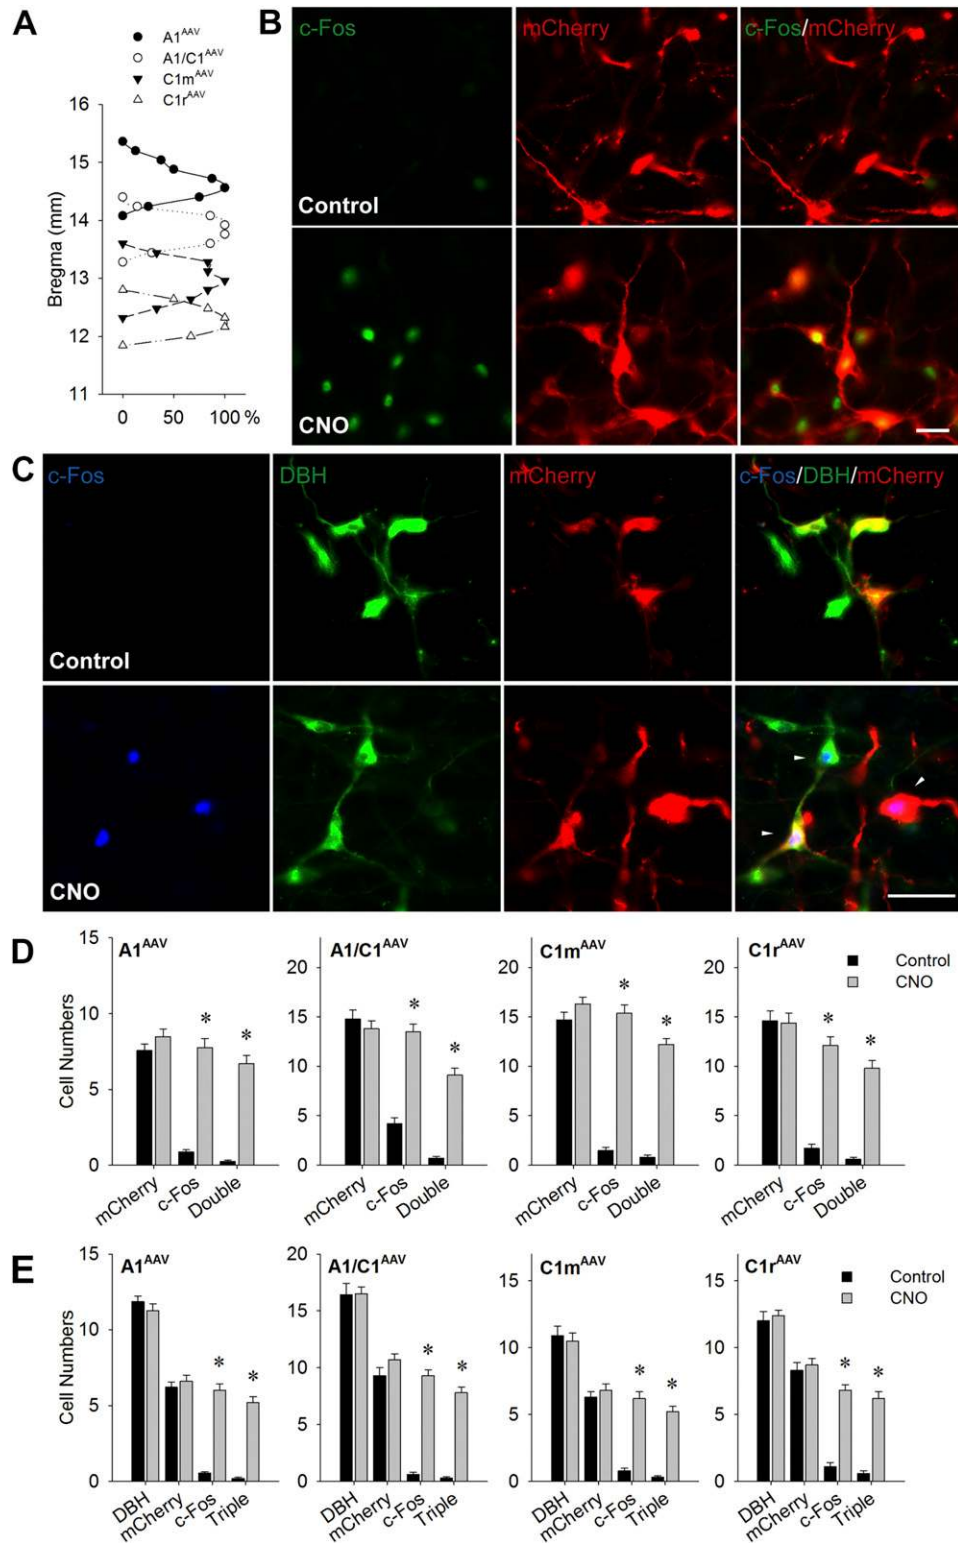 A
A1AAV
A1/C1AAV
C1mAAV
C1rAAV
16
15
14
13
12
11
Bregma (mm)
0 50 100 %
B
c-Fos mCherry c-Fos/mCherry
Control
CNO
C
c-Fos DBH mCherry c-Fos/DBH/mCherry
Control
CNO
D
A1AAV A1/C1AAV C1mAAV C1rAAV
Control
CNO
Cell Numbers
15 20 20 20
10 15 15 15
5 10 10 10
0 5 5 5
0 0 0
* * * * * * * *
mCherry c-Fos Double mCherry c-Fos Double mCherry c-Fos Double mCherry c-Fos Double
E
A1AAV A1/C1AAV C1mAAV C1rAAV
Control
CNO
Cell Numbers
15 20 15 15
10 15 10 10
5 10 5 5
0 5 0 0
0
* * * * * * * *
DBH mCherry c-Fos Triple DBH mCherry c-Fos Triple DBH mCherry c-Fos Triple DBH mCherry c-Fos Triple